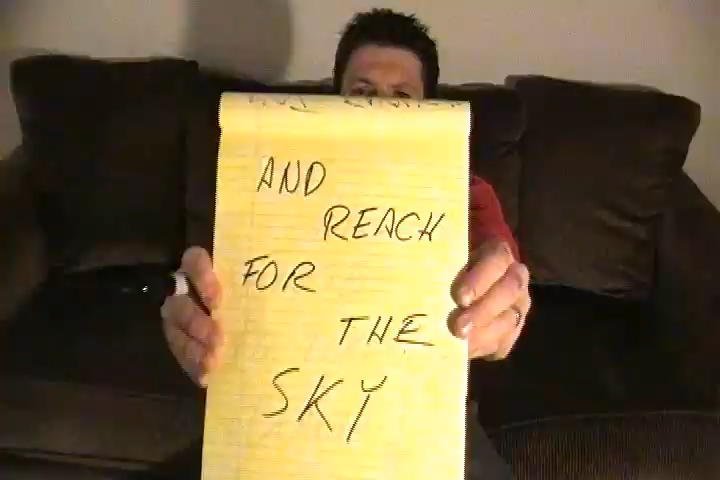 AND
REACH
FOR
THE
SKY